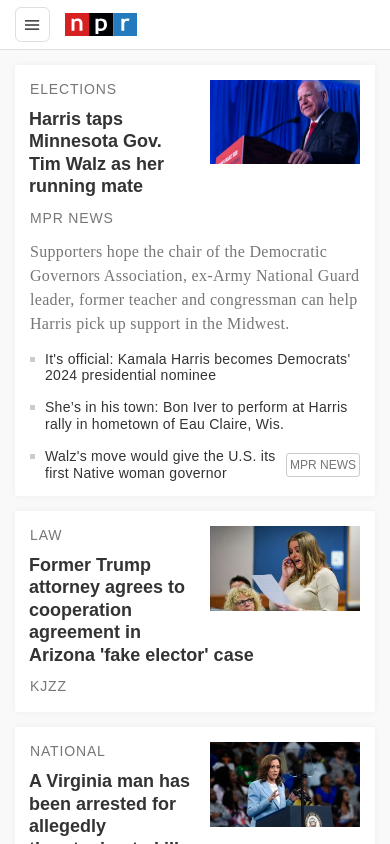 npr
ELECTIONS
Harris taps
Minnesota Gov.
Tim Walz as her
running mate
MPR NEWS
Supporters hope the chair of the Democratic
Governors Association, ex-Army National Guard
leader, former teacher and congressman can help
Harris pick up support in the Midwest.
It's official: Kamala Harris becomes Democrats'
2024 presidential nominee
She's in his town: Bon Iver to perform at Harris
rally in hometown of Eau Claire, Wis.
Walz's move would give the U.S. its
first Native woman governor
MPR NEWS
LAW
Former Trump
attorney agrees to
cooperation
agreement in
Arizona 'fake elector' case
KJZZ
NATIONAL
A Virginia man has
been arrested for
allegedly